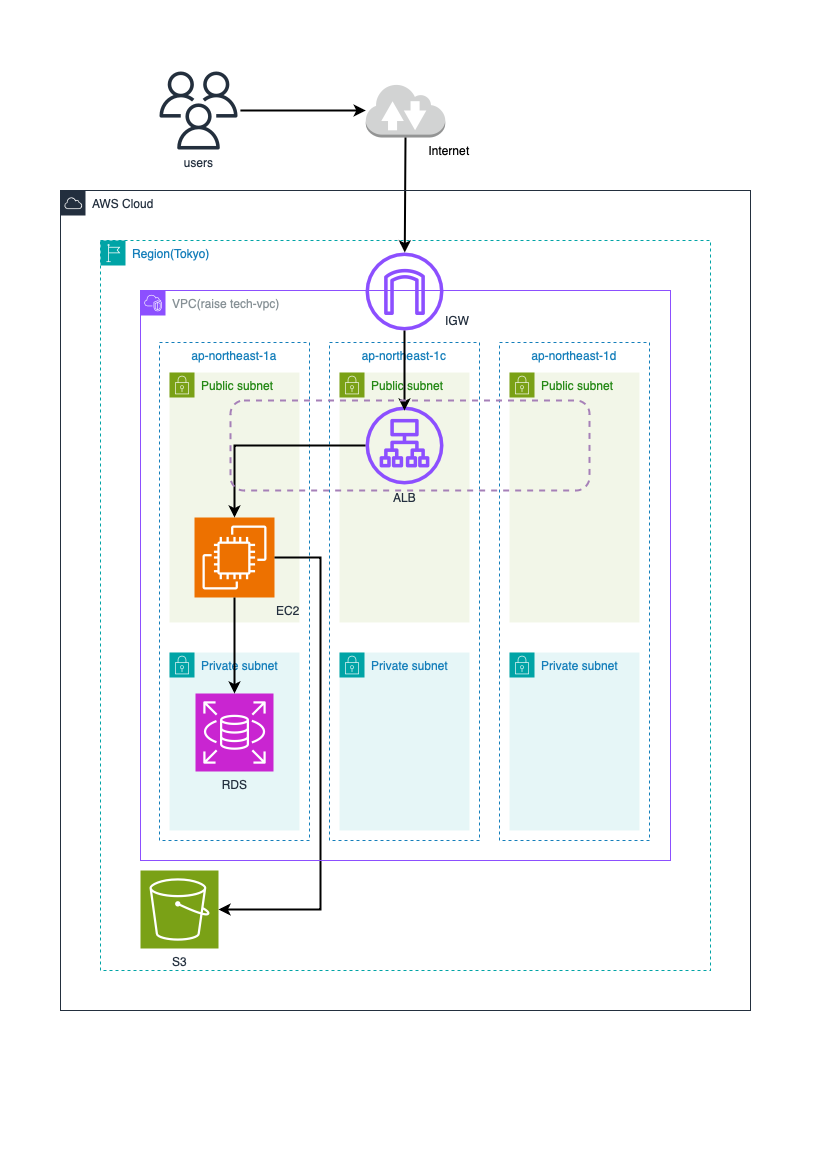 users
Internet
AWS Cloud
Region(Tokyo)
VPC(raise tech-vpc)
IGW
ap-northeast-1a
ap-northeast-1c
ap-northeast-1d
Public subnet
Public subnet
Public subnet
ALB
EC2
Private subnet
Private subnet
Private subnet
RDS
S3